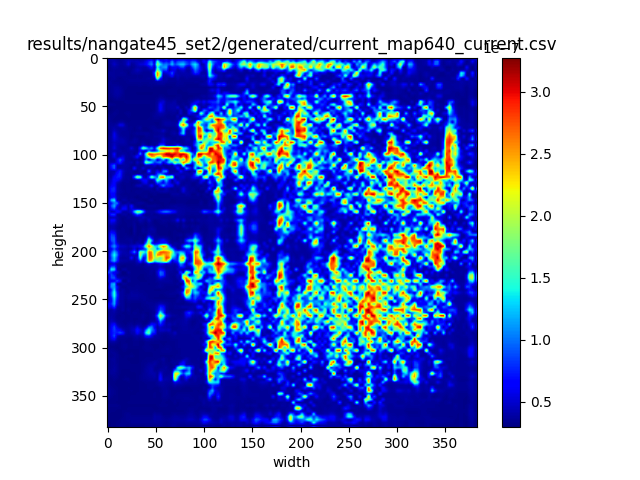 results/nangate45_set2/generated/current_map640_current.csv
1e−7
0
50
100
150
200
250
300
350
height
0 50 100 150 200 250 300 350
width
3.0
2.5
2.0
1.5
1.0
0.5